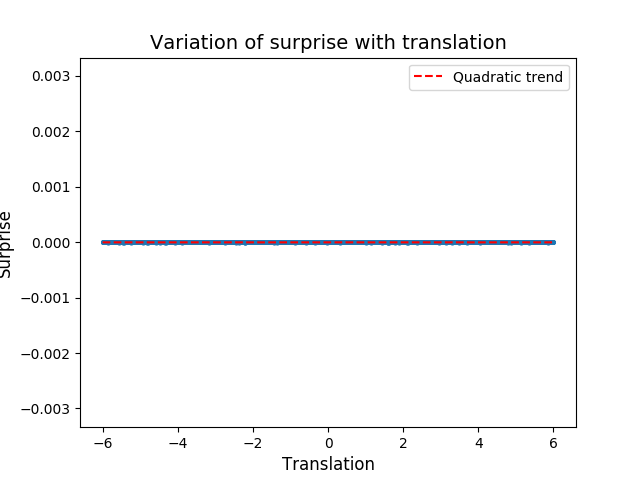 Variation of surprise with translation
Quadratic trend
0.003
0.002
0.001
0.000
−0.001
−0.002
−0.003
Surprise
−6 −4 −2 0 2 4 6
Translation